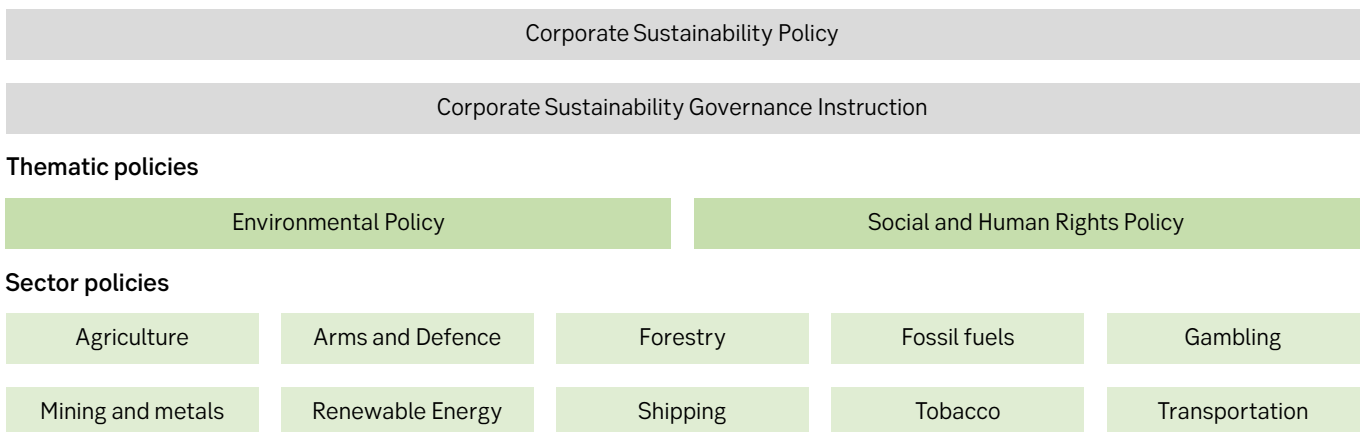 Corporate Sustainability Policy
Corporate Sustainability Governance Instruction
Thematic policies
Environmental Policy
Social and Human Rights Policy
Sector policies
Agriculture
Arms and Defence
Forestry
Fossil fuels
Gambling
Mining and metals
Renewable Energy
Shipping
Tobacco
Transportation